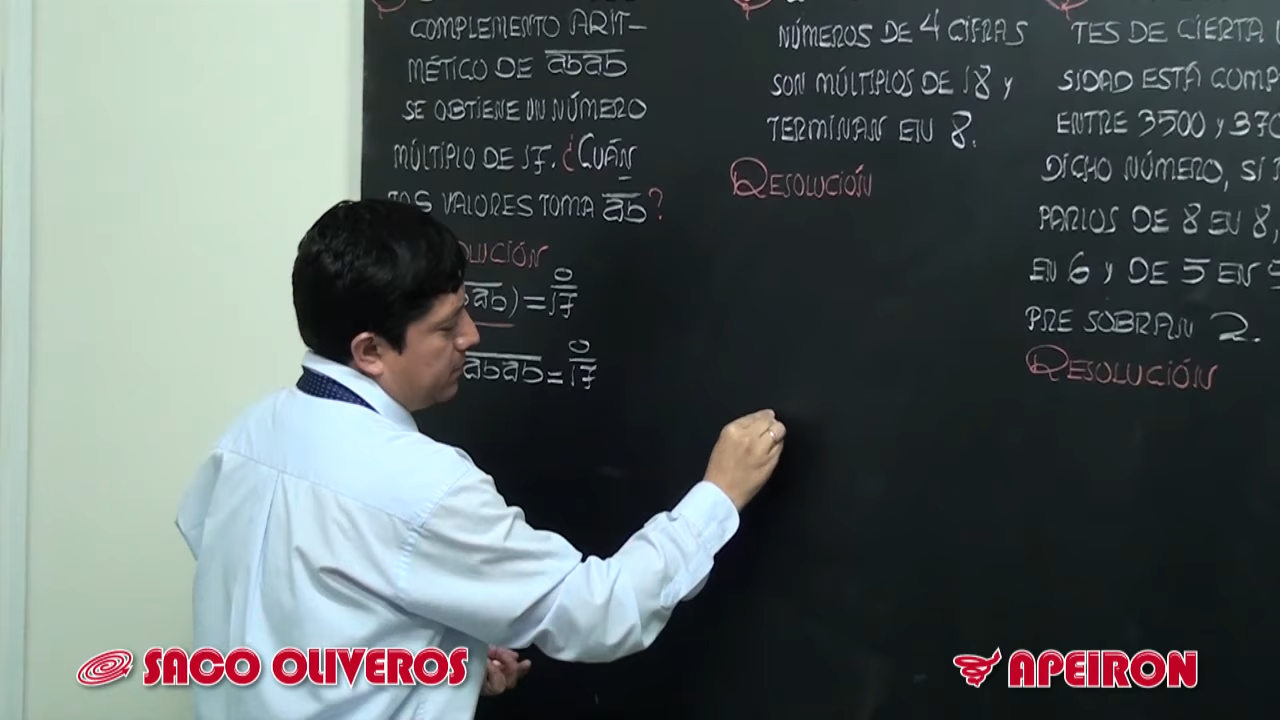 COMPLEMENTO ARIT-
MÉTICO DE abab
SE OBTIENE UN NÚMERO
MÚLTIPLO DE 17. ¿CUÁN
TAS VALORES TOMA ab?
LUCIÓN
ab) = 17
abab = 17
NÚMEROS DE 4 CIFRAS
SON MÚLTIPLOS DE 18 Y
TERMINAN EN 8.
RESOLUCIÓN
TES DE CIERTA
SIDAD ESTÁ COMP
ENTRE 3500 Y 370
DICHO NÚMERO, SI
PARLOS DE 8 EN 8,
EN 6 Y DE 5 EN 5
PRE SOBRAN 2.
RESOLUCIÓN
SACO OLIVEROS
APEIRON